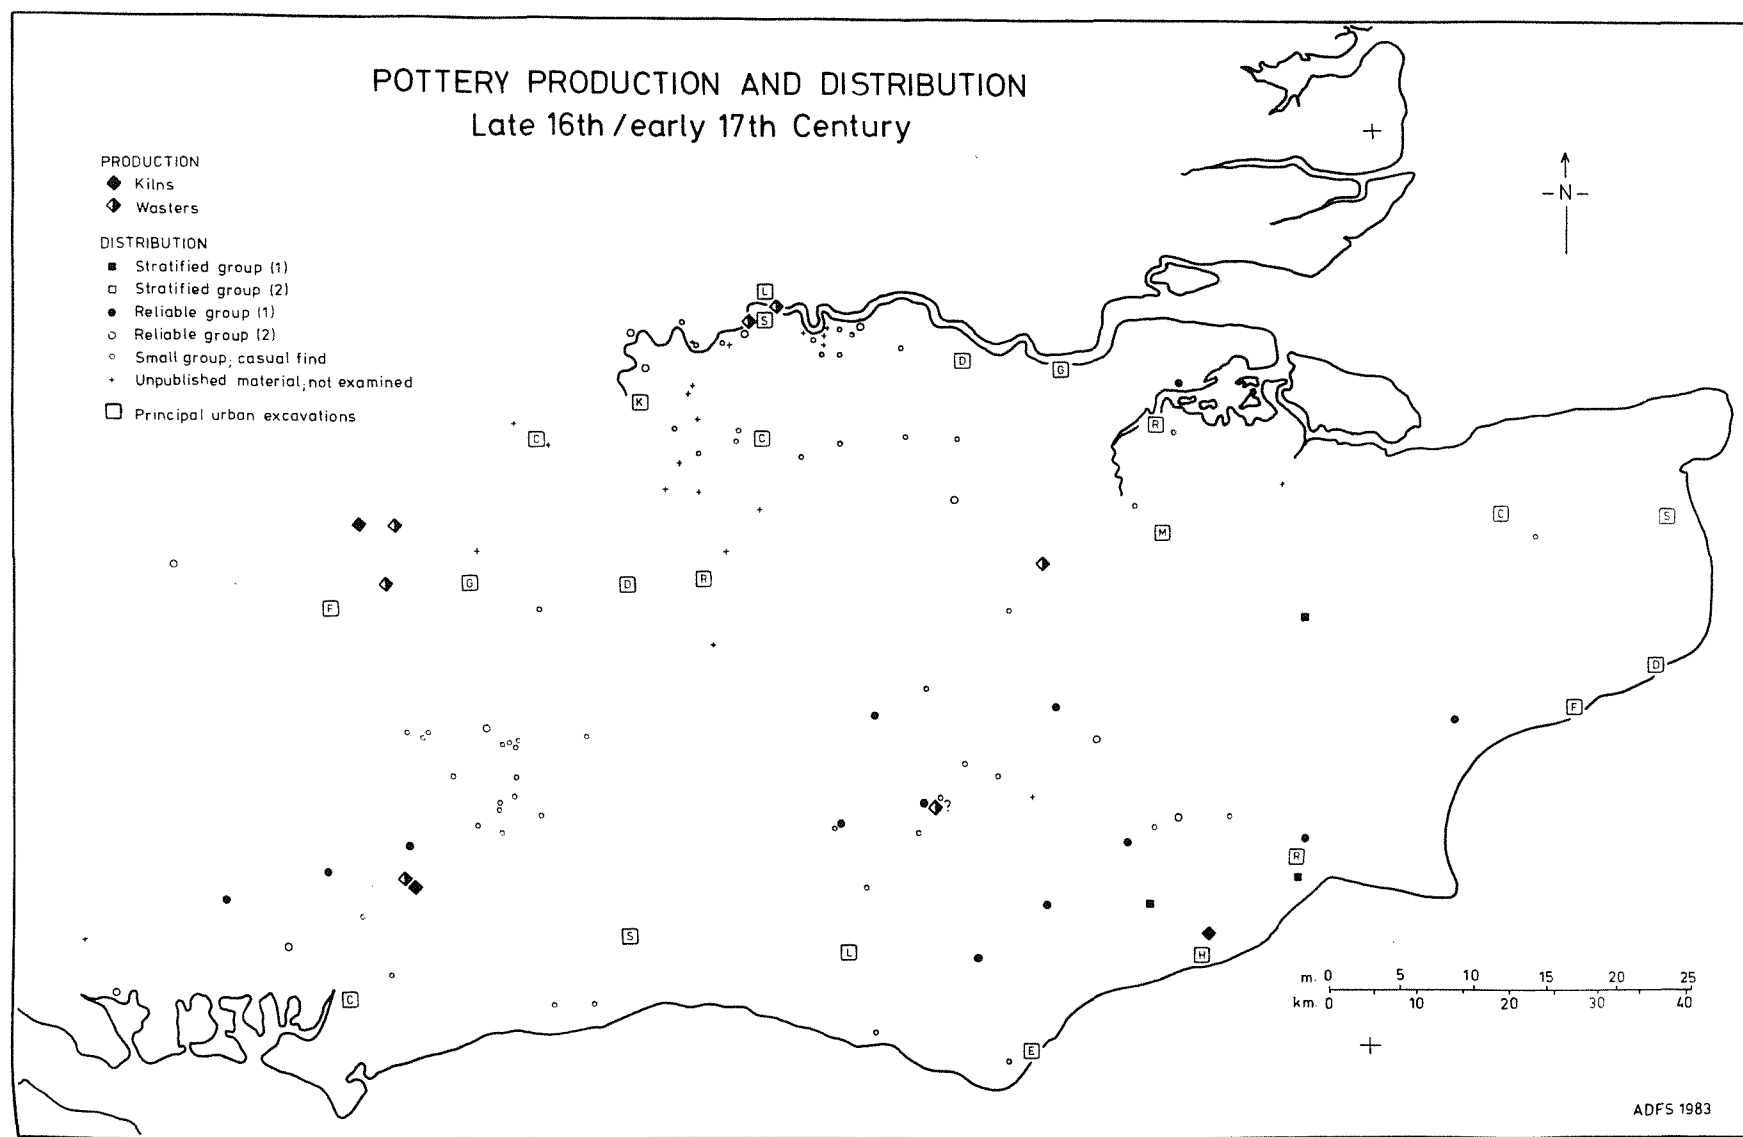 POTTERY PRODUCTION AND DISTRIBUTION
Late 16th/early 17th Century
PRODUCTION
Kilns
Wasters
DISTRIBUTION
Stratified group (1)
Stratified group (2)
Reliable group (1)
Reliable group (2)
Small group; casual find
Unpublished material; not examined
Principal urban excavations
-N-
L
S
D
G
K
R
C
C
C
S
M
G
D
R
F
D
F
?
R
S
L
H
C
E
m. 0 5 10 15 20 25
km. 0 10 20 30 40
ADFS 1983